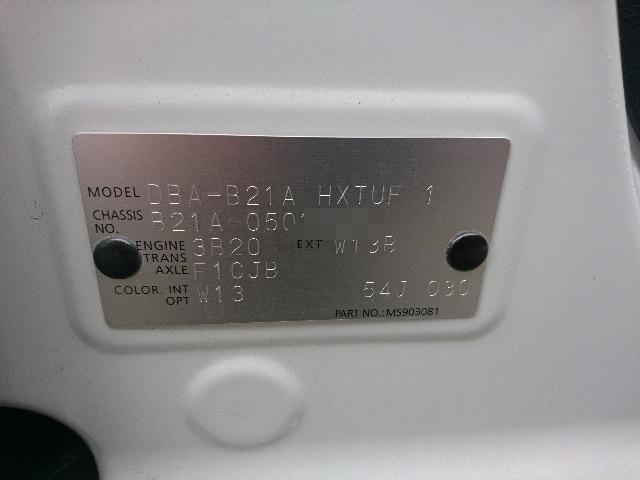 MODEL DBA-B21A HXTUF 1
CHASSIS NO. B21A-0501
ENGINE 3B20 EXT W13B
TRANS AXLE F1CJB
COLOR. INT OPT W13 54J 030
PART NO.:MS903081